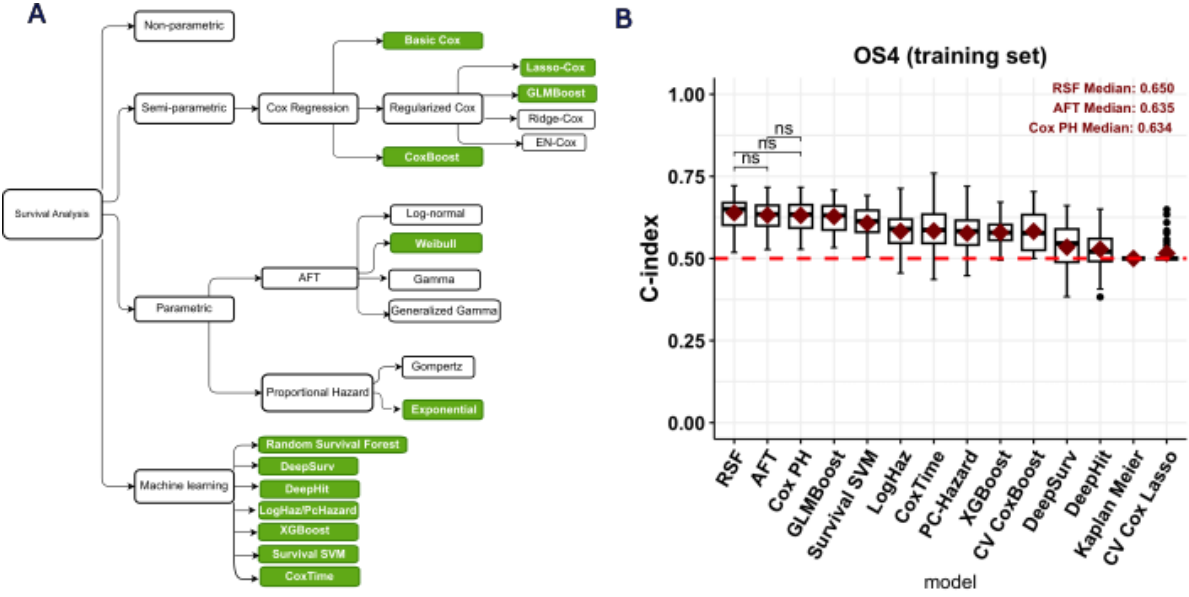 A
Non-parametric
Basic Cox
Lasso-Cox
GLMBoost
Semi-parametric
Cox Regression
Regularized Cox
Ridge-Cox
EN-Cox
CoxBoost
Survival Analysis
Log-normal
Weibull
AFT
Gamma
Generalized Gamma
Parametric
Gompertz
Proportional Hazard
Exponential
Random Survival Forest
DeepSurv
Machine learning
DeepHit
LogHaz/PcHazard
XGBoost
Survival SVM
CoxTime
B
OS4 (training set)
RSF Median: 0.650
AFT Median: 0.635
Cox PH Median: 0.634
ns
ns
ns
C-index
1.00
0.75
0.50
0.25
0.00
RSF
AFT
Cox PH
GLMBoost
Survival SVM
LogHaz
CoxTime
PC-Hazard
XGBoost
CV CoxBoost
DeepSurv
DeepHit
Kaplan Meier
CV Cox Lasso
model